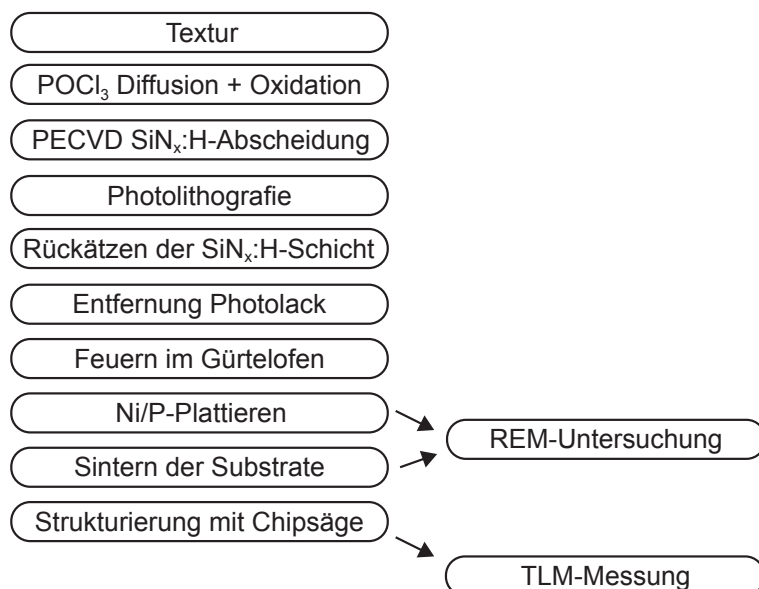 Textur
POCl₃ Diffusion + Oxidation
PECVD SiNₓ:H-Abscheidung
Photolithografie
Rückätzen der SiNₓ:H-Schicht
Entfernung Photolack
Feuern im Gürtelofen
Ni/P-Plattieren
REM-Untersuchung
Sintern der Substrate
Strukturierung mit Chipsäge
TLM-Messung